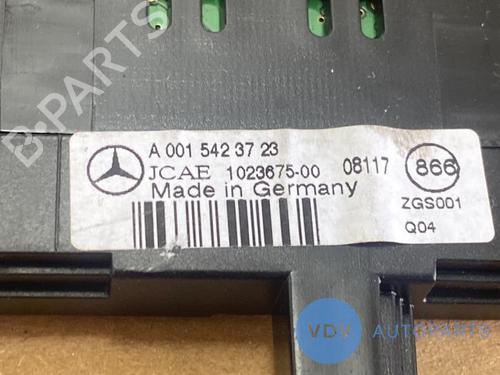 B-PARTS
A 001 542 37 23
JCAE 1023675-00 08117 866
Made in Germany
ZGS001
Q04
VDV AUTOPARTS